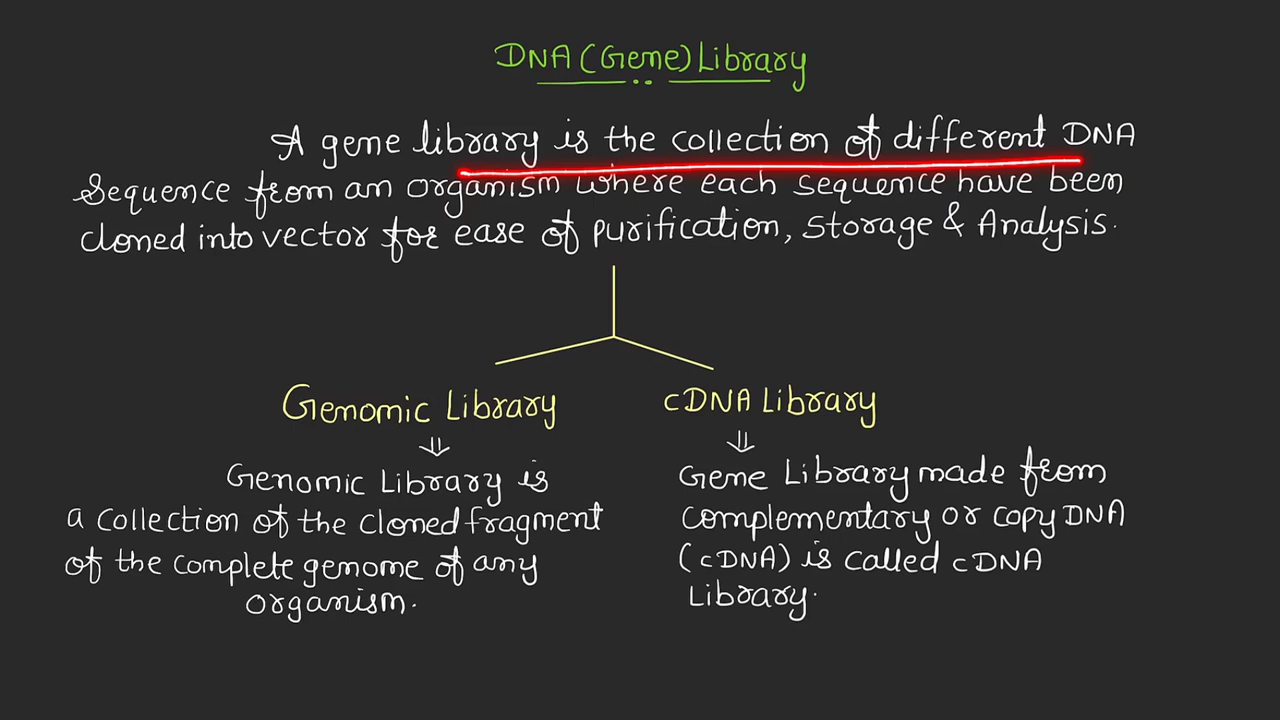 DNA (Gene) Library
A gene library is the collection of different DNA
Sequence from an organism where each sequence have been
cloned into vector for ease of purification, Storage & Analysis.
Genomic Library
cDNA Library
⇓
⇓
Genomic Library is
a collection of the cloned fragment
of the complete genome of any
organism.
Gene Library made from
complementary or copy DNA
(cDNA) is called cDNA
Library.